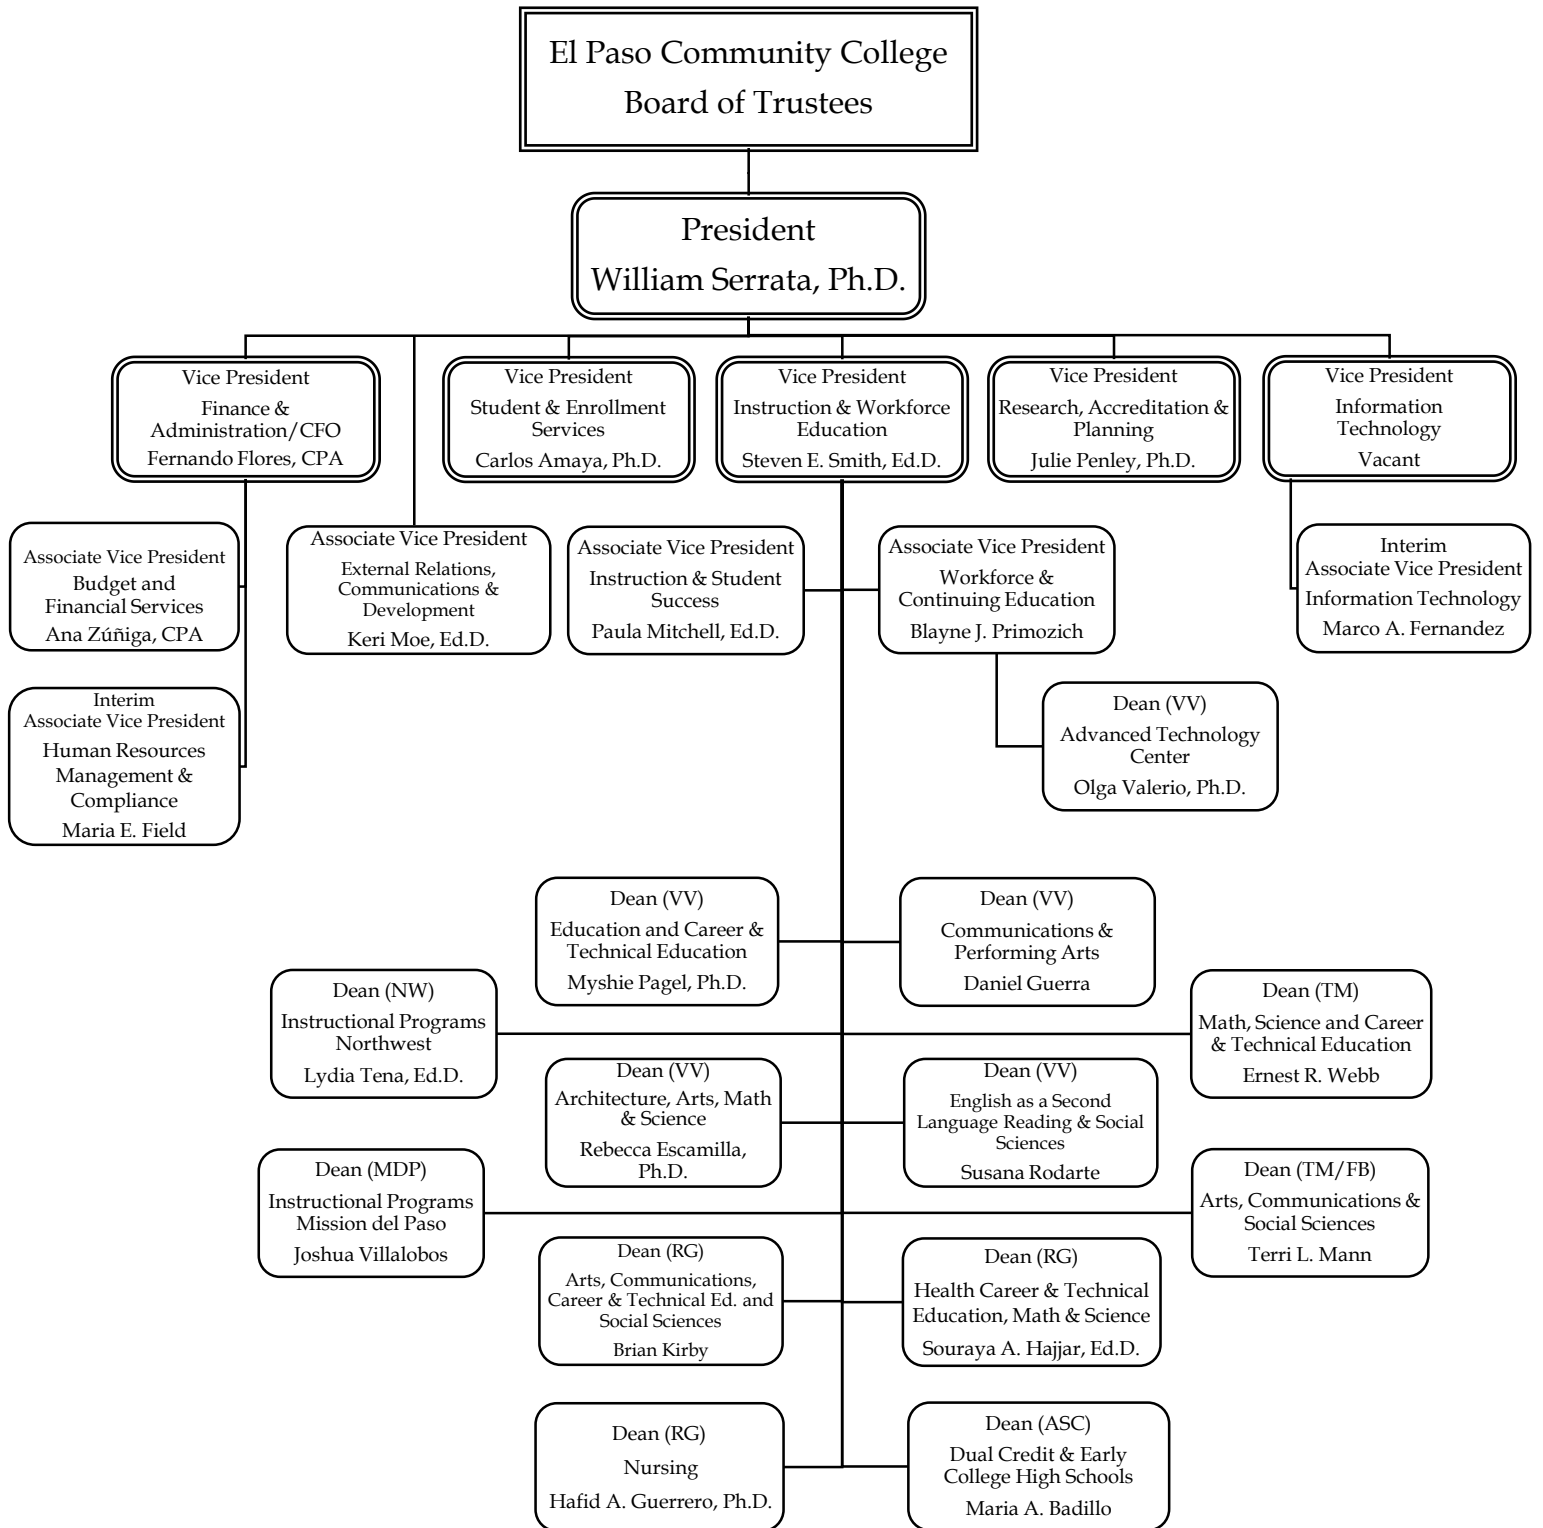 El Paso Community College
Board of Trustees
President
William Serrata, Ph.D.
Vice President
Finance &
Administration/CFO
Fernando Flores, CPA
Vice President
Student & Enrollment
Services
Carlos Amaya, Ph.D.
Vice President
Instruction & Workforce
Education
Steven E. Smith, Ed.D.
Vice President
Research, Accreditation &
Planning
Julie Penley, Ph.D.
Vice President
Information
Technology
Vacant
Associate Vice President
Budget and
Financial Services
Ana Zúñiga, CPA
Associate Vice President
External Relations,
Communications &
Development
Keri Moe, Ed.D.
Associate Vice President
Instruction & Student
Success
Paula Mitchell, Ed.D.
Associate Vice President
Workforce &
Continuing Education
Blayne J. Primozich
Interim
Associate Vice President
Information Technology
Marco A. Fernandez
Interim
Associate Vice President
Human Resources
Management &
Compliance
Maria E. Field
Dean (VV)
Advanced Technology
Center
Olga Valerio, Ph.D.
Dean (VV)
Education and Career &
Technical Education
Myshie Pagel, Ph.D.
Dean (VV)
Communications &
Performing Arts
Daniel Guerra
Dean (NW)
Instructional Programs
Northwest
Lydia Tena, Ed.D.
Dean (TM)
Math, Science and Career
& Technical Education
Ernest R. Webb
Dean (VV)
Architecture, Arts, Math
& Science
Rebecca Escamilla,
Ph.D.
Dean (VV)
English as a Second
Language Reading & Social
Sciences
Susana Rodarte
Dean (MDP)
Instructional Programs
Mission del Paso
Joshua Villalobos
Dean (TM/FB)
Arts, Communications &
Social Sciences
Terri L. Mann
Dean (RG)
Arts, Communications,
Career & Technical Ed. and
Social Sciences
Brian Kirby
Dean (RG)
Health Career & Technical
Education, Math & Science
Souraya A. Hajjar, Ed.D.
Dean (RG)
Nursing
Hafid A. Guerrero, Ph.D.
Dean (ASC)
Dual Credit & Early
College High Schools
Maria A. Badillo